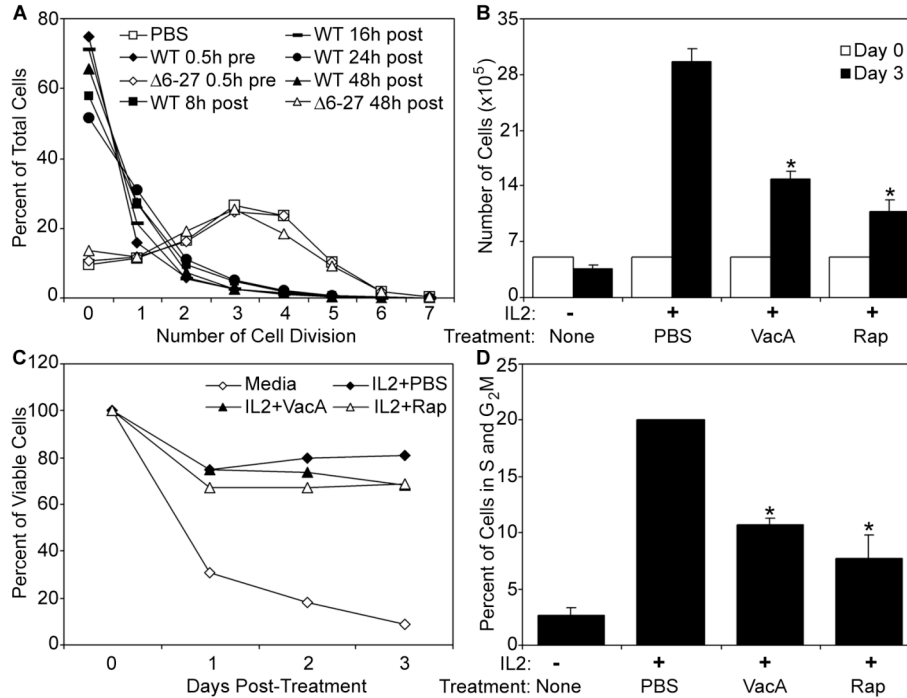 A
PBS
WT 0.5h pre
Δ6-27 0.5h pre
WT 8h post
WT 16h post
WT 24h post
WT 48h post
Δ6-27 48h post
Percent of Total Cells
80
60
40
20
0
0 1 2 3 4 5 6 7
Number of Cell Division
B
Day 0
Day 3
Number of Cells (x10⁵)
32
23
14
5
*
*
IL2: - + + +
Treatment: None PBS VacA Rap
C
Media
IL2+PBS
IL2+VacA
IL2+Rap
Percent of Viable Cells
120
100
80
60
40
20
0
0 1 2 3
Days Post-Treatment
D
Percent of Cells in S and G₂M
25
20
15
10
5
0
*
*
IL2: - + + +
Treatment: None PBS VacA Rap